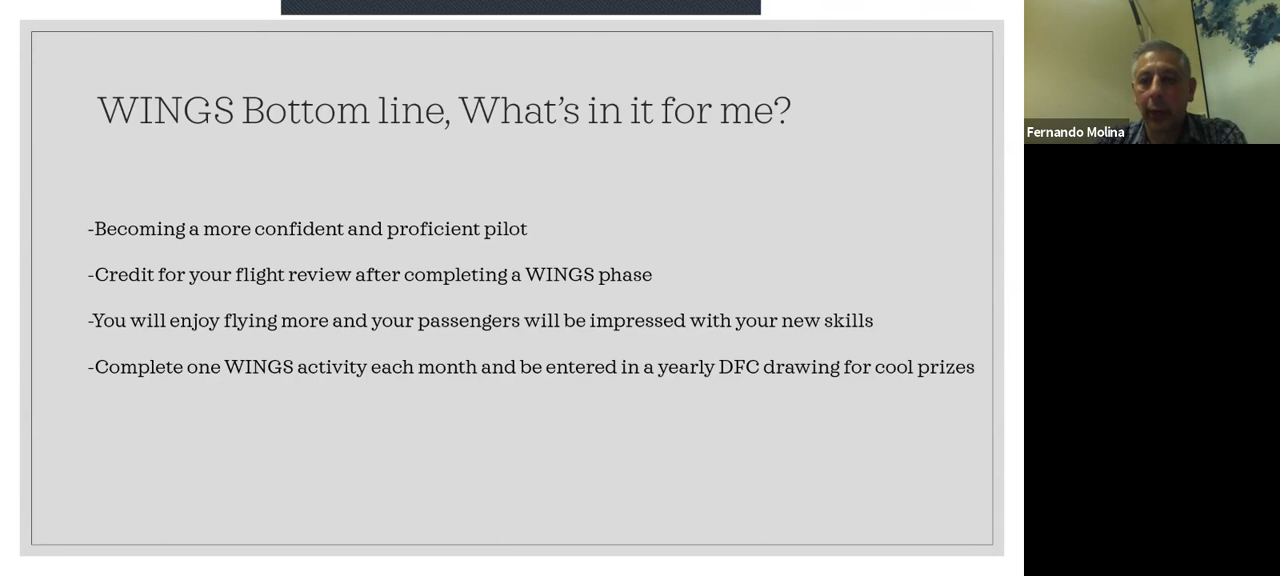 WINGS Bottom line, What's in it for me?
-Becoming a more confident and proficient pilot
-Credit for your flight review after completing a WINGS phase
-You will enjoy flying more and your passengers will be impressed with your new skills
-Complete one WINGS activity each month and be entered in a yearly DFC drawing for cool prizes
Fernando Molina